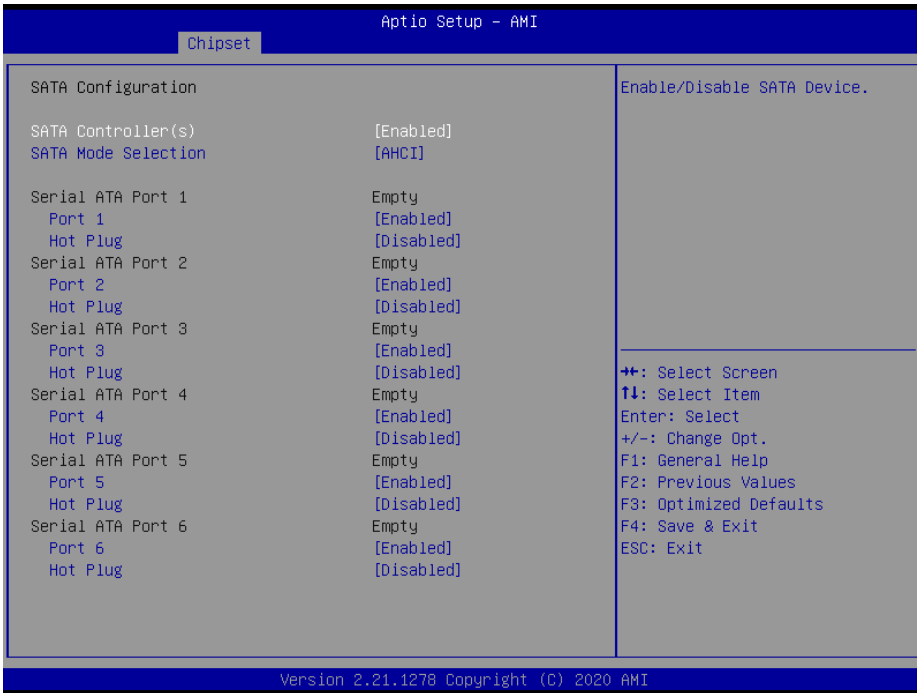 Aptio Setup – AMI
Chipset
SATA Configuration
SATA Controller(s) [Enabled]
SATA Mode Selection [AHCI]
Serial ATA Port 1 Empty
Port 1 [Enabled]
Hot Plug [Disabled]
Serial ATA Port 2 Empty
Port 2 [Enabled]
Hot Plug [Disabled]
Serial ATA Port 3 Empty
Port 3 [Enabled]
Hot Plug [Disabled]
Serial ATA Port 4 Empty
Port 4 [Enabled]
Hot Plug [Disabled]
Serial ATA Port 5 Empty
Port 5 [Enabled]
Hot Plug [Disabled]
Serial ATA Port 6 Empty
Port 6 [Enabled]
Hot Plug [Disabled]
Enable/Disable SATA Device.
→←: Select Screen
↑↓: Select Item
Enter: Select
+/-: Change Opt.
F1: General Help
F2: Previous Values
F3: Optimized Defaults
F4: Save & Exit
ESC: Exit
Version 2.21.1278 Copyright (C) 2020 AMI